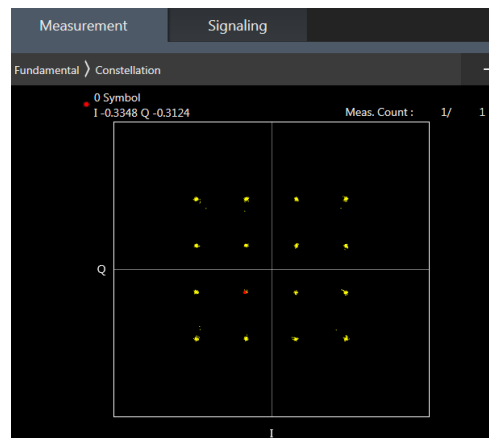 Measurement Signaling
Fundamental 〉 Constellation
0 Symbol
I -0.3348 Q -0.3124 Meas. Count : 1/ 1
Q
I